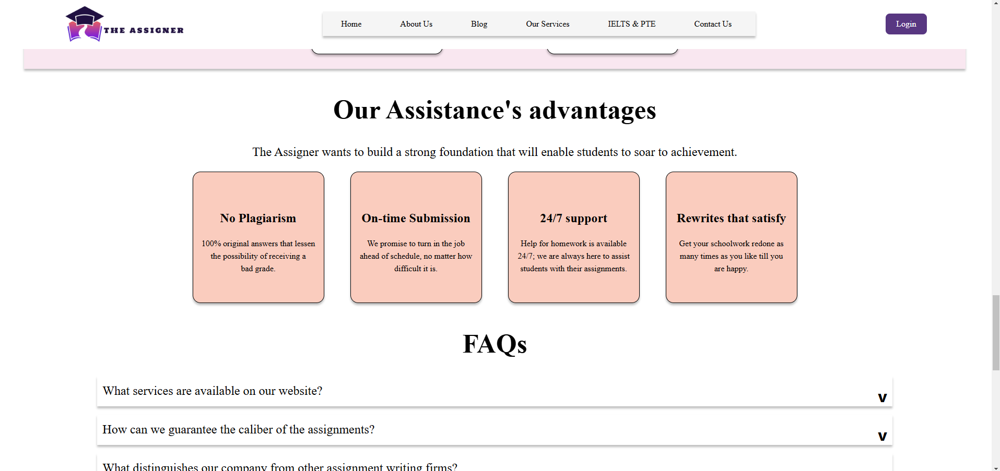 THE ASSIGNER
Home About Us Blog Our Services IELTS & PTE Contact Us
Login
Our Assistance's advantages
The Assigner wants to build a strong foundation that will enable students to soar to achievement.
No Plagiarism
100% original answers that lessen
the possibility of receiving a
bad grade.
On-time Submission
We promise to turn in the job
ahead of schedule, no matter how
difficult it is.
24/7 support
Help for homework is available
24/7; we are always here to assist
students with their assignments.
Rewrites that satisfy
Get your schoolwork redone as
many times as you like till you
are happy.
FAQs
What services are available on our website?
v
How can we guarantee the caliber of the assignments?
v
What distinguishes our company from other assignment writing firms?